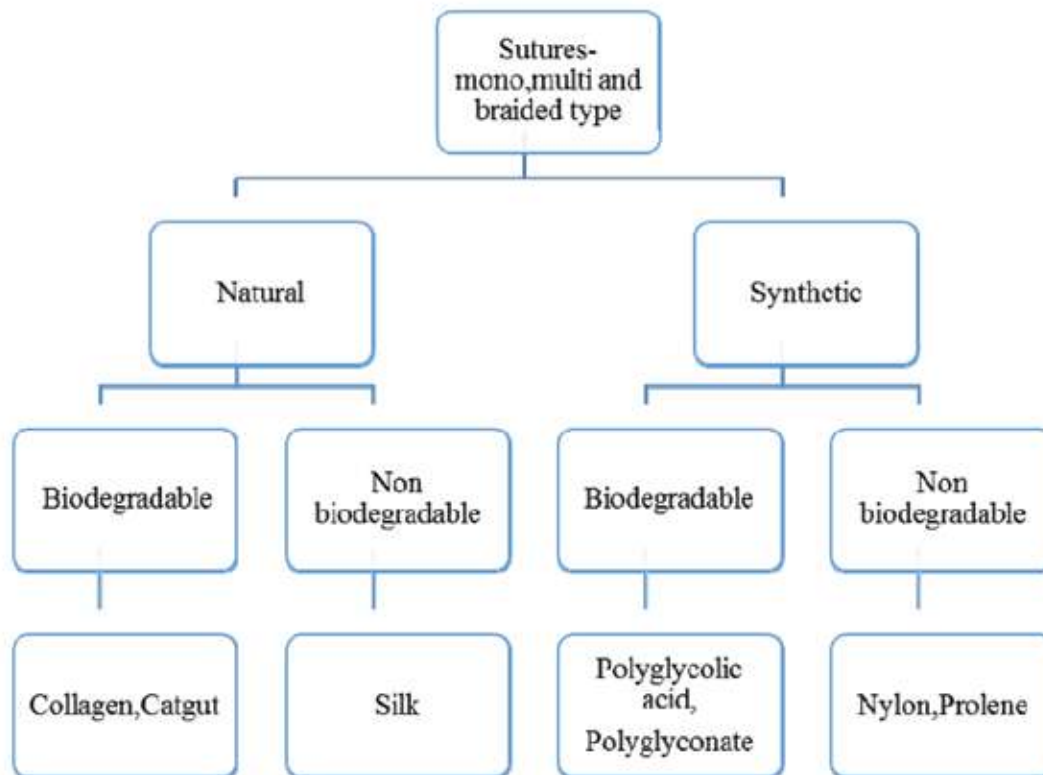 Sutures-
mono,multi and
braided type
Natural
Synthetic
Biodegradable
Non
biodegradable
Biodegradable
Non
biodegradable
Collagen,Catgut
Silk
Polyglycolic
acid,
Polyglyconate
Nylon,Prolene